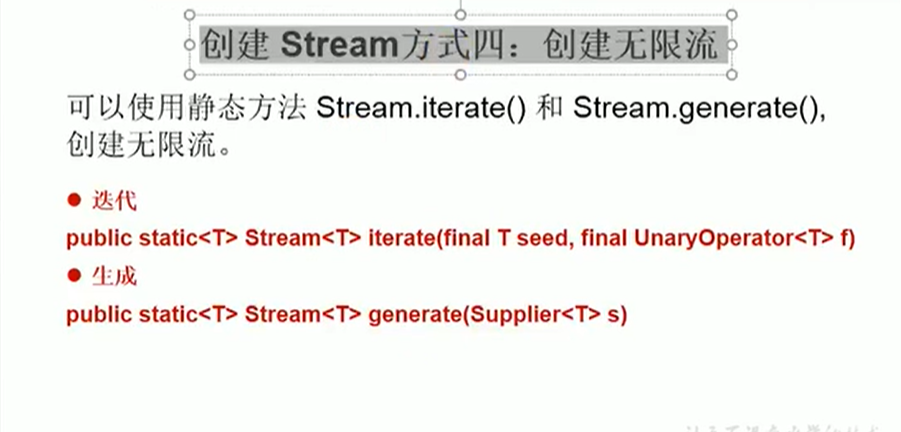 创建 Stream方式四：创建无限流
可以使用静态方法 Stream.iterate() 和 Stream.generate(),
创建无限流。
● 迭代
public static<T> Stream<T> iterate(final T seed, final UnaryOperator<T> f)
● 生成
public static<T> Stream<T> generate(Supplier<T> s)